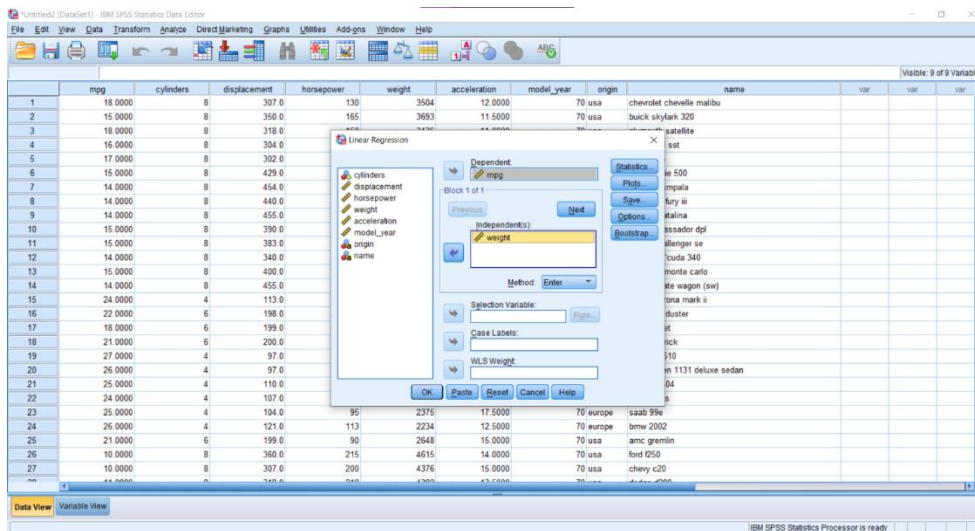 *Untitled2 [DataSet1] - IBM SPSS Statistics Data Editor
File Edit View Data Transform Analyze Direct Marketing Graphs Utilities Add-ons Window Help
Visible: 9 of 9 Variabl
mpg cylinders displacement horsepower weight acceleration model_year origin name var var var
1 18.0000 8 307.0 130 3504 12.0000 70 usa chevrolet chevelle malibu
2 15.0000 8 350.0 165 3693 11.5000 70 usa buick skylark 320
3 18.0000 8 318.0 satellite
4 16.0000 8 304.0 sst
5 17.0000 8 302.0
6 15.0000 8 429.0 ie 500
7 14.0000 8 454.0 mpala
8 14.0000 8 440.0 fury iii
9 14.0000 8 455.0 atalina
10 15.0000 8 390.0 assador dpl
11 15.0000 8 383.0 allenger se
12 14.0000 8 340.0 'cuda 340
13 15.0000 8 400.0 monte carlo
14 14.0000 8 455.0 ate wagon (sw)
15 24.0000 4 113.0 rona mark ii
16 22.0000 6 198.0 duster
17 18.0000 6 199.0 et
18 21.0000 6 200.0 rick
19 27.0000 4 97.0 510
20 26.0000 4 97.0 en 1131 deluxe sedan
21 25.0000 4 110.0 04
22 24.0000 4 107.0 s
23 25.0000 4 104.0 95 2375 17.5000 70 europe saab 99e
24 26.0000 4 121.0 113 2234 12.5000 70 europe bmw 2002
25 21.0000 6 199.0 90 2648 15.0000 70 usa amc gremlin
26 10.0000 8 360.0 215 4615 14.0000 70 usa ford f250
27 10.0000 8 307.0 200 4376 15.0000 70 usa chevy c20
Linear Regression
cylinders
displacement
horsepower
weight
acceleration
model_year
origin
name
Dependent:
mpg
Block 1 of 1
Previous Next
Independent(s):
weight
Method: Enter
Selection Variable:
Rule...
Case Labels:
WLS Weight:
Statistics...
Plots...
Save...
Options...
Bootstrap...
OK Paste Reset Cancel Help
Data View Variable View
IBM SPSS Statistics Processor is ready